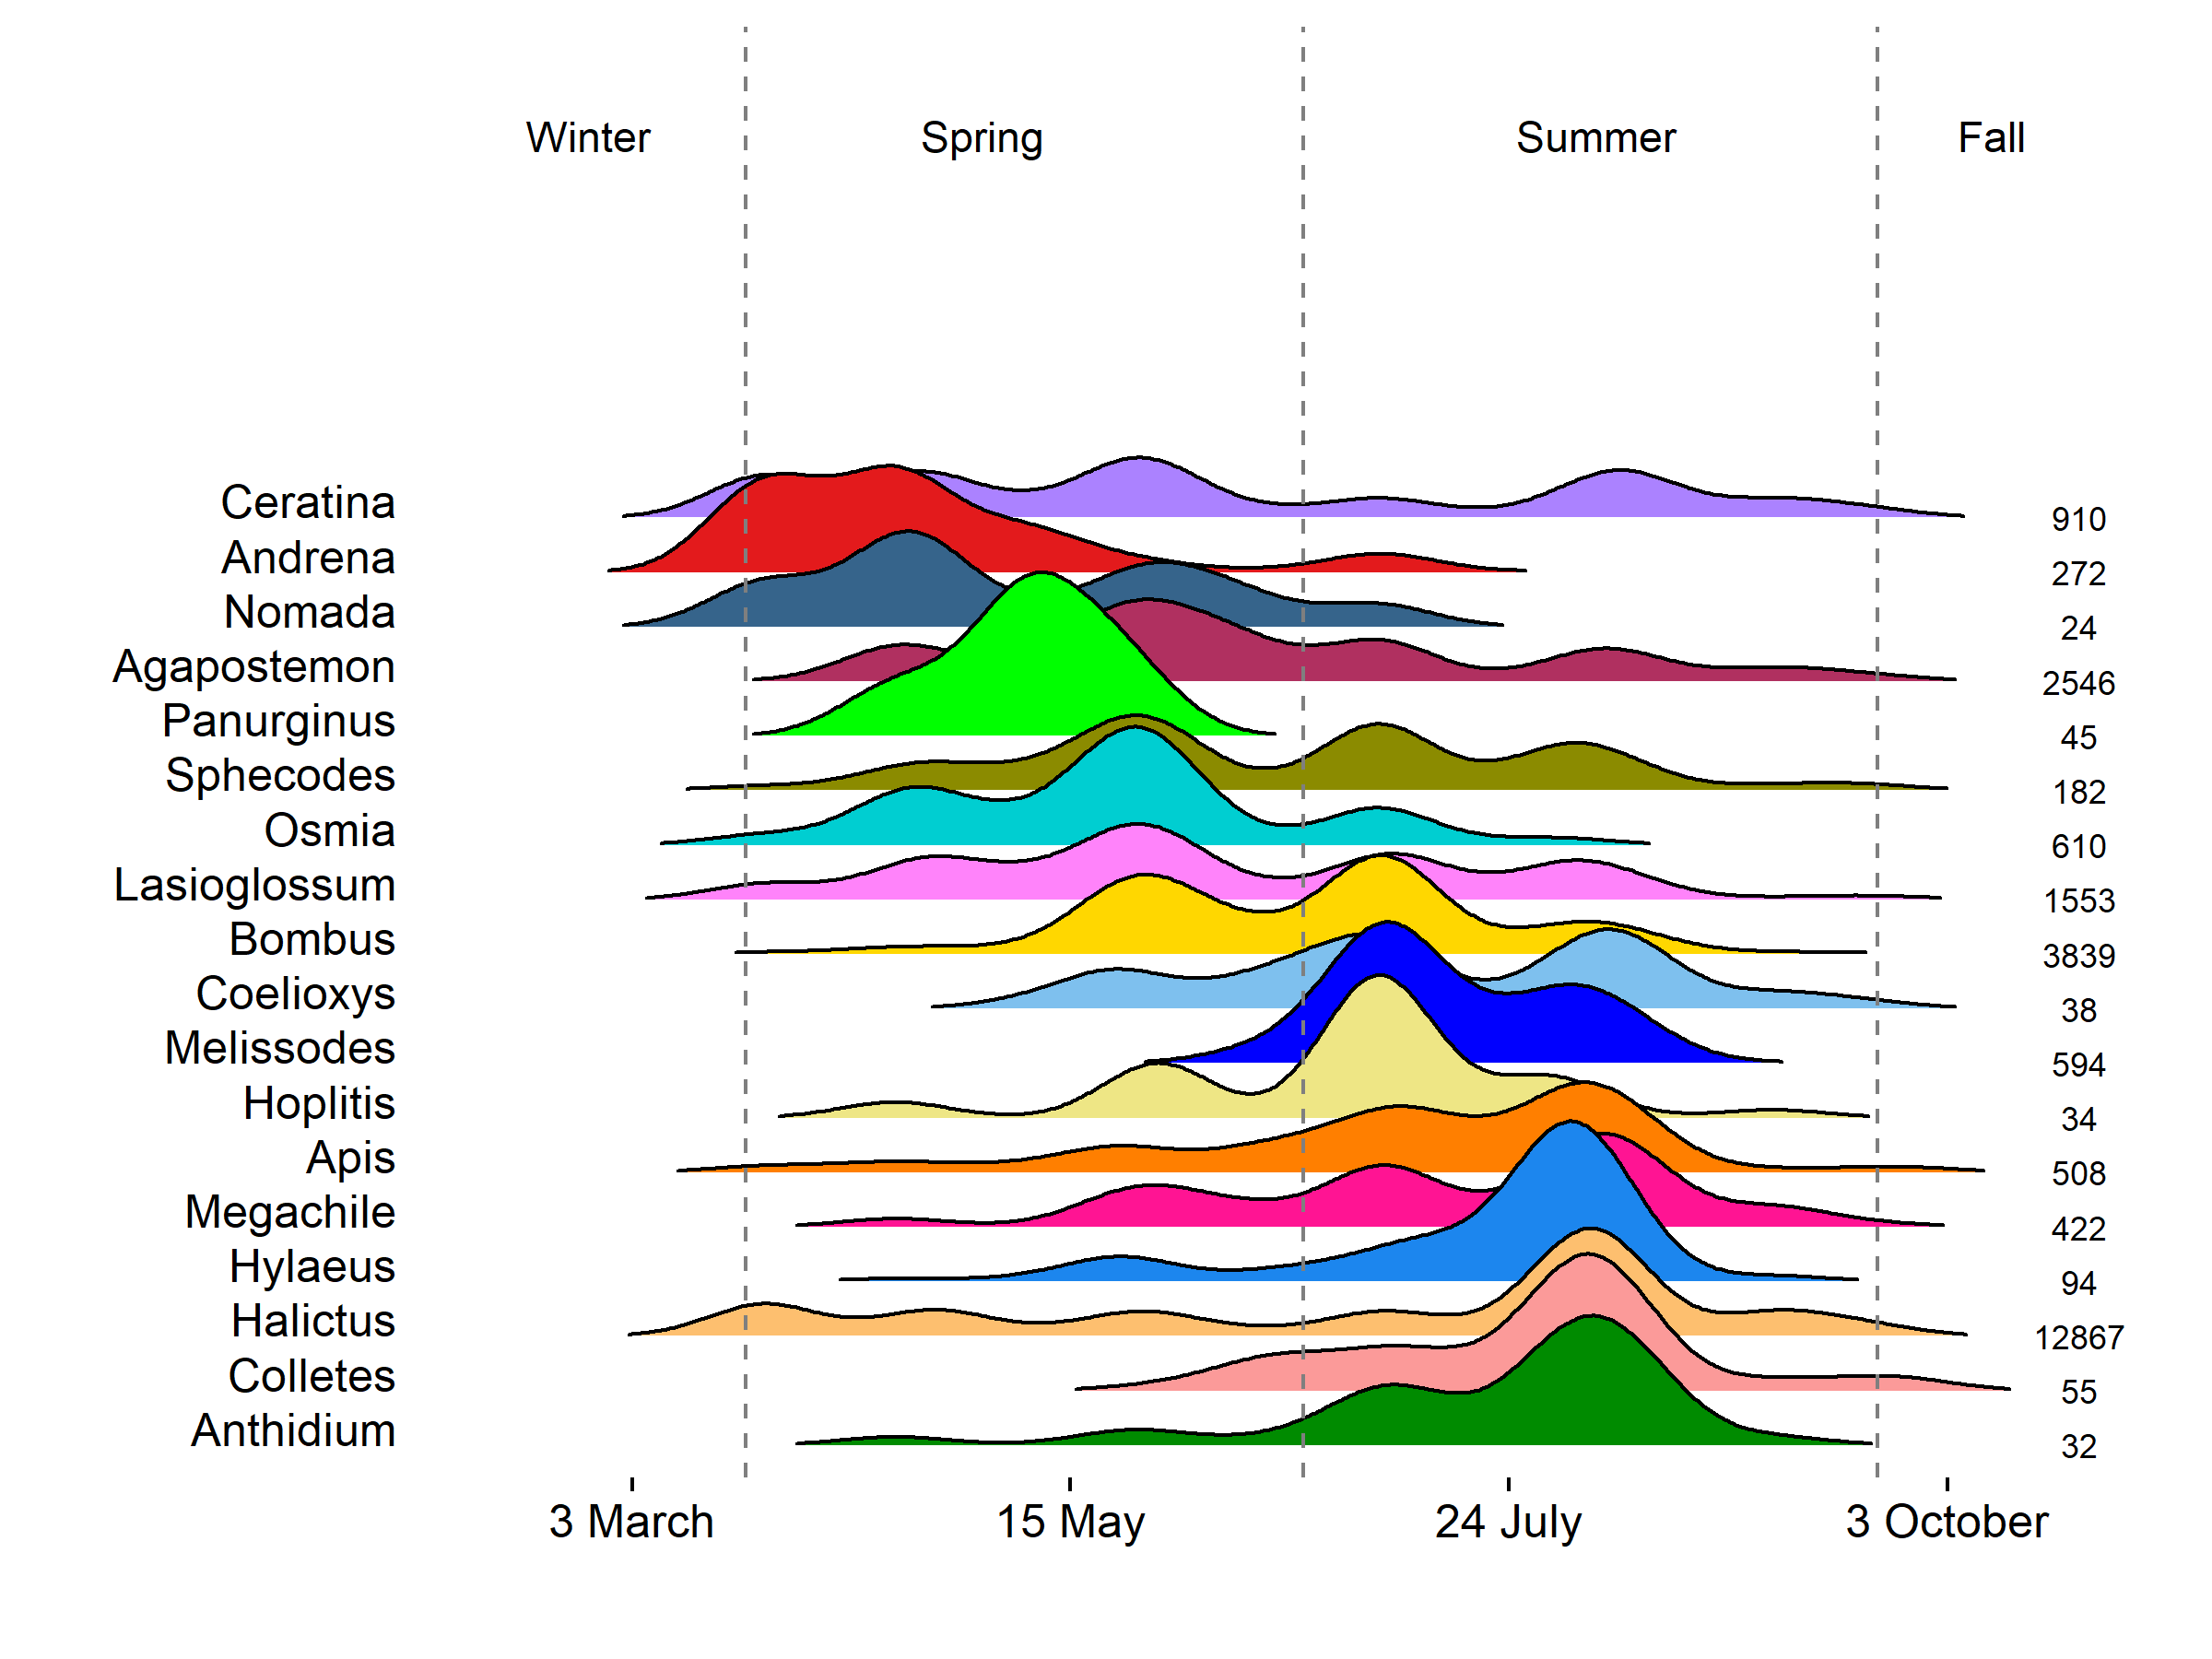 Winter Spring Summer Fall
Ceratina 910
Andrena 272
Nomada 24
Agapostemon 2546
Panurginus 45
Sphecodes 182
Osmia 610
Lasioglossum 1553
Bombus 3839
Coelioxys 38
Melissodes 594
Hoplitis 34
Apis 508
Megachile 422
Hylaeus 94
Halictus 12867
Colletes 55
Anthidium 32
3 March 15 May 24 July 3 October